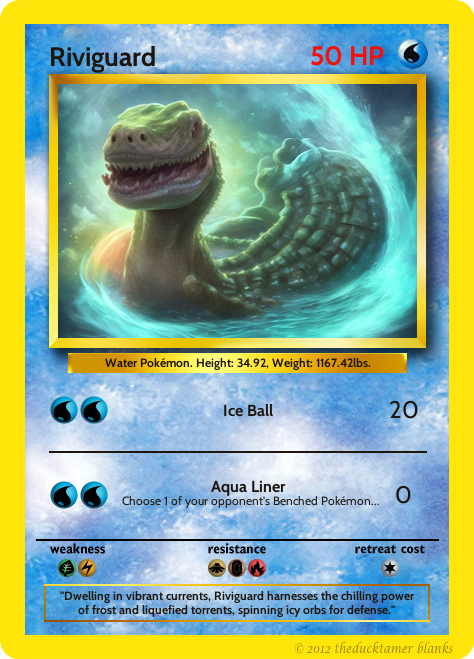 Riviguard
50 HP
Water Pokémon. Height: 34.92, Weight: 1167.42lbs.
Ice Ball
20
Aqua Liner
Choose 1 of your opponent's Benched Pokémon...
0
weakness
resistance
retreat cost
"Dwelling in vibrant currents, Riviguard harnesses the chilling power
of frost and liquefied torrents, spinning icy orbs for defense."
© 2012 theducktamer blanks